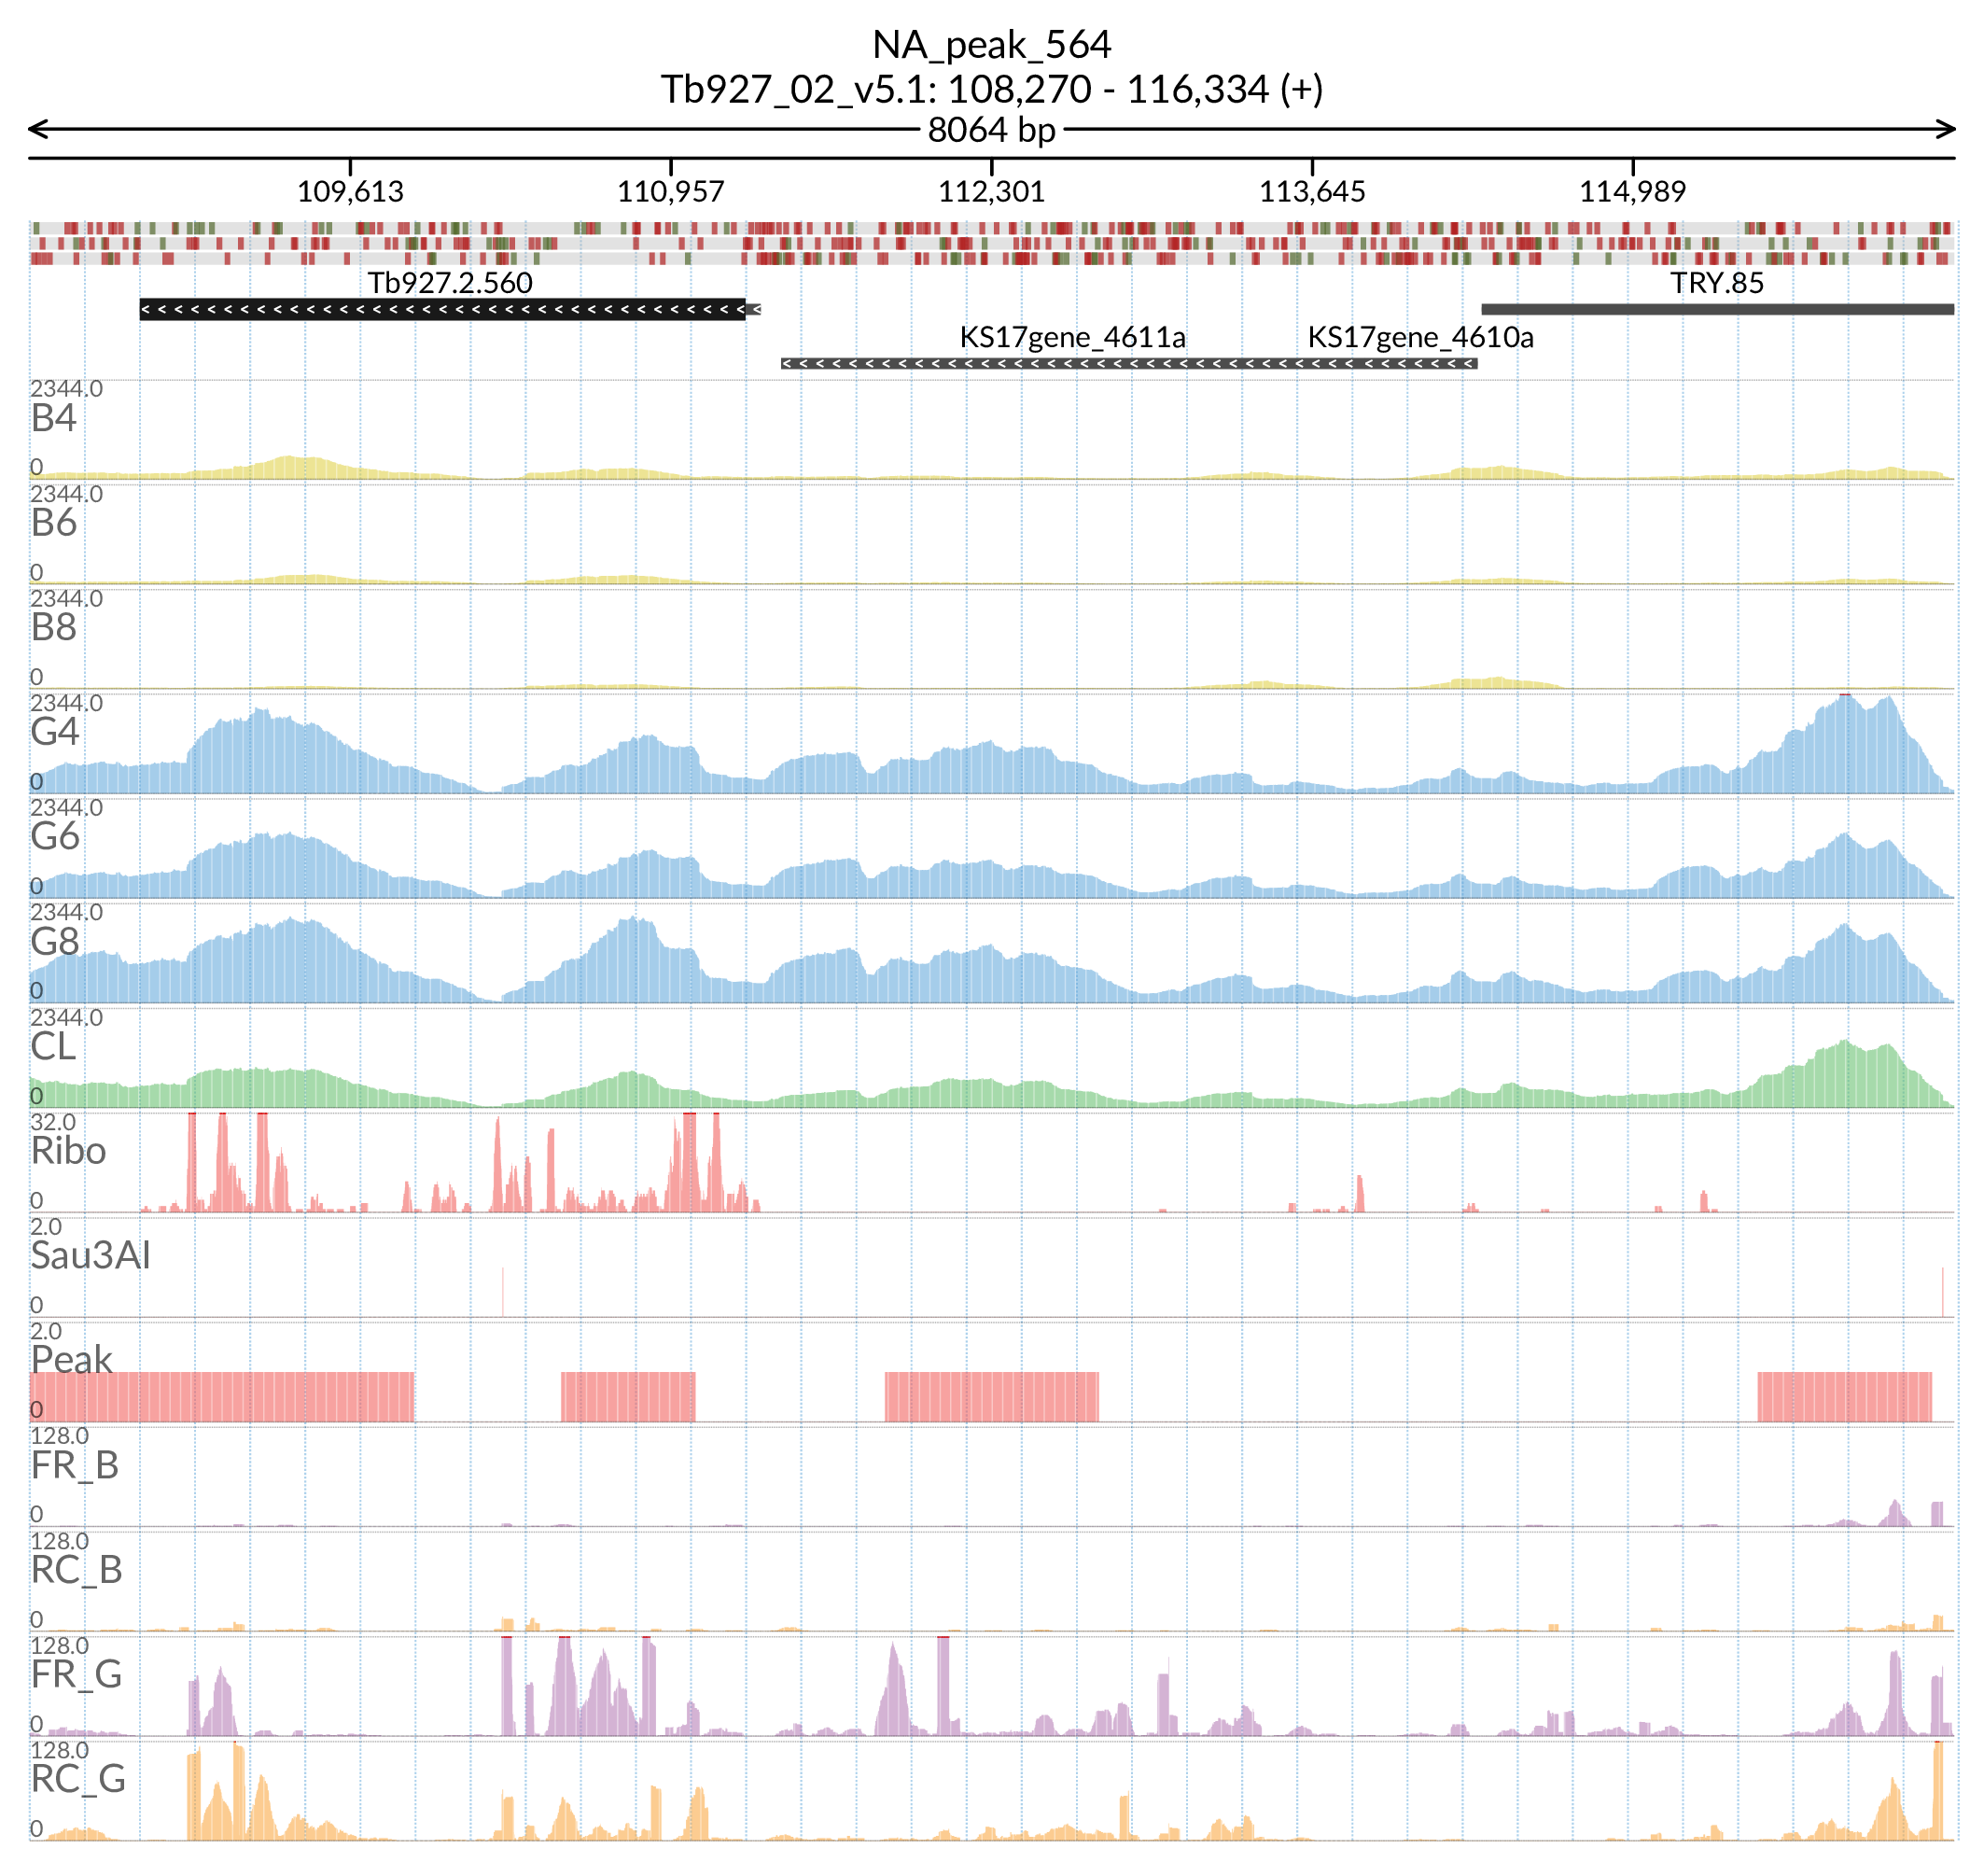 NA_peak_564
Tb927_02_v5.1: 108,270 - 116,334 (+)
8064 bp
109,613 110,957 112,301 113,645 114,989
Tb927.2.560 TRY.85
KS17gene_4611a KS17gene_4610a
2344.0
B4
0
2344.0
B6
0
2344.0
B8
0
2344.0
G4
0
2344.0
G6
0
2344.0
G8
0
2344.0
CL
0
32.0
Ribo
0
2.0
Sau3AI
0
2.0
Peak
0
128.0
FR_B
0
128.0
RC_B
0
128.0
FR_G
0
128.0
RC_G
0